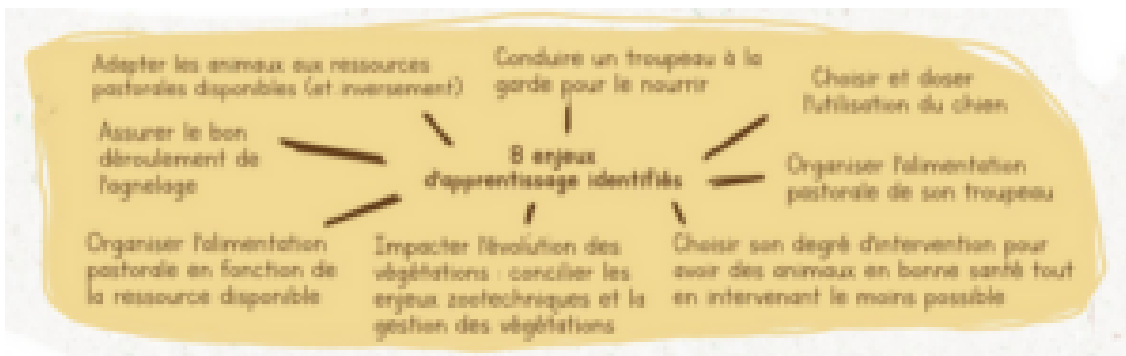 Adapter les animaux aux ressources
pastorales disponibles (et inversement)
Conduire un troupeau à la
garde pour le nourrir
Choisir et doser
l'utilisation du chien
Assurer le bon
déroulement de
l'agnelage
8 enjeux
d'apprentissage identifiés
Organiser l'alimentation
pastorale de son troupeau
Organiser l'alimentation
pastorale en fonction de
la ressource disponible
Impacter l'évolution des
végétations : concilier les
enjeux zootechniques et la
gestion des végétations
Choisir son degré d'intervention pour
avoir des animaux en bonne santé tout
en intervenant le moins possible